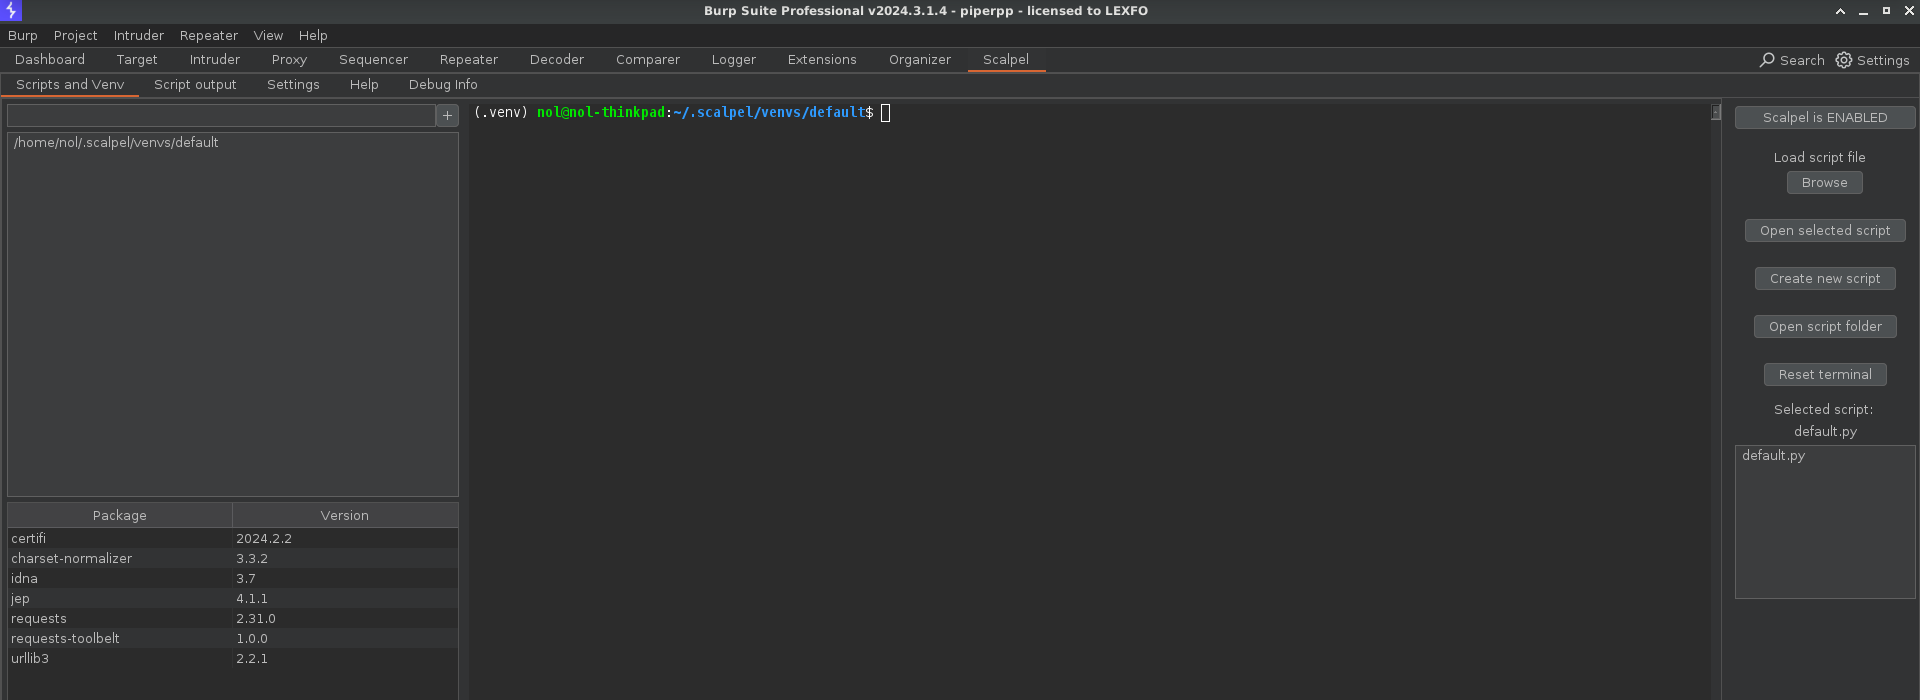 Burp Suite Professional v2024.3.1.4 - piperpp - licensed to LEXFO
Burp Project Intruder Repeater View Help
Dashboard Target Intruder Proxy Sequencer Repeater Decoder Comparer Logger Extensions Organizer Scalpel Search Settings
Scripts and Venv Script output Settings Help Debug Info
+
/home/nol/.scalpel/venvs/default
Package Version
certifi 2024.2.2
charset-normalizer 3.3.2
idna 3.7
jep 4.1.1
requests 2.31.0
requests-toolbelt 1.0.0
urllib3 2.2.1
(.venv) nol@nol-thinkpad:~/.scalpel/venvs/default$
Scalpel is ENABLED
Load script file
Browse
Open selected script
Create new script
Open script folder
Reset terminal
Selected script:
default.py
default.py